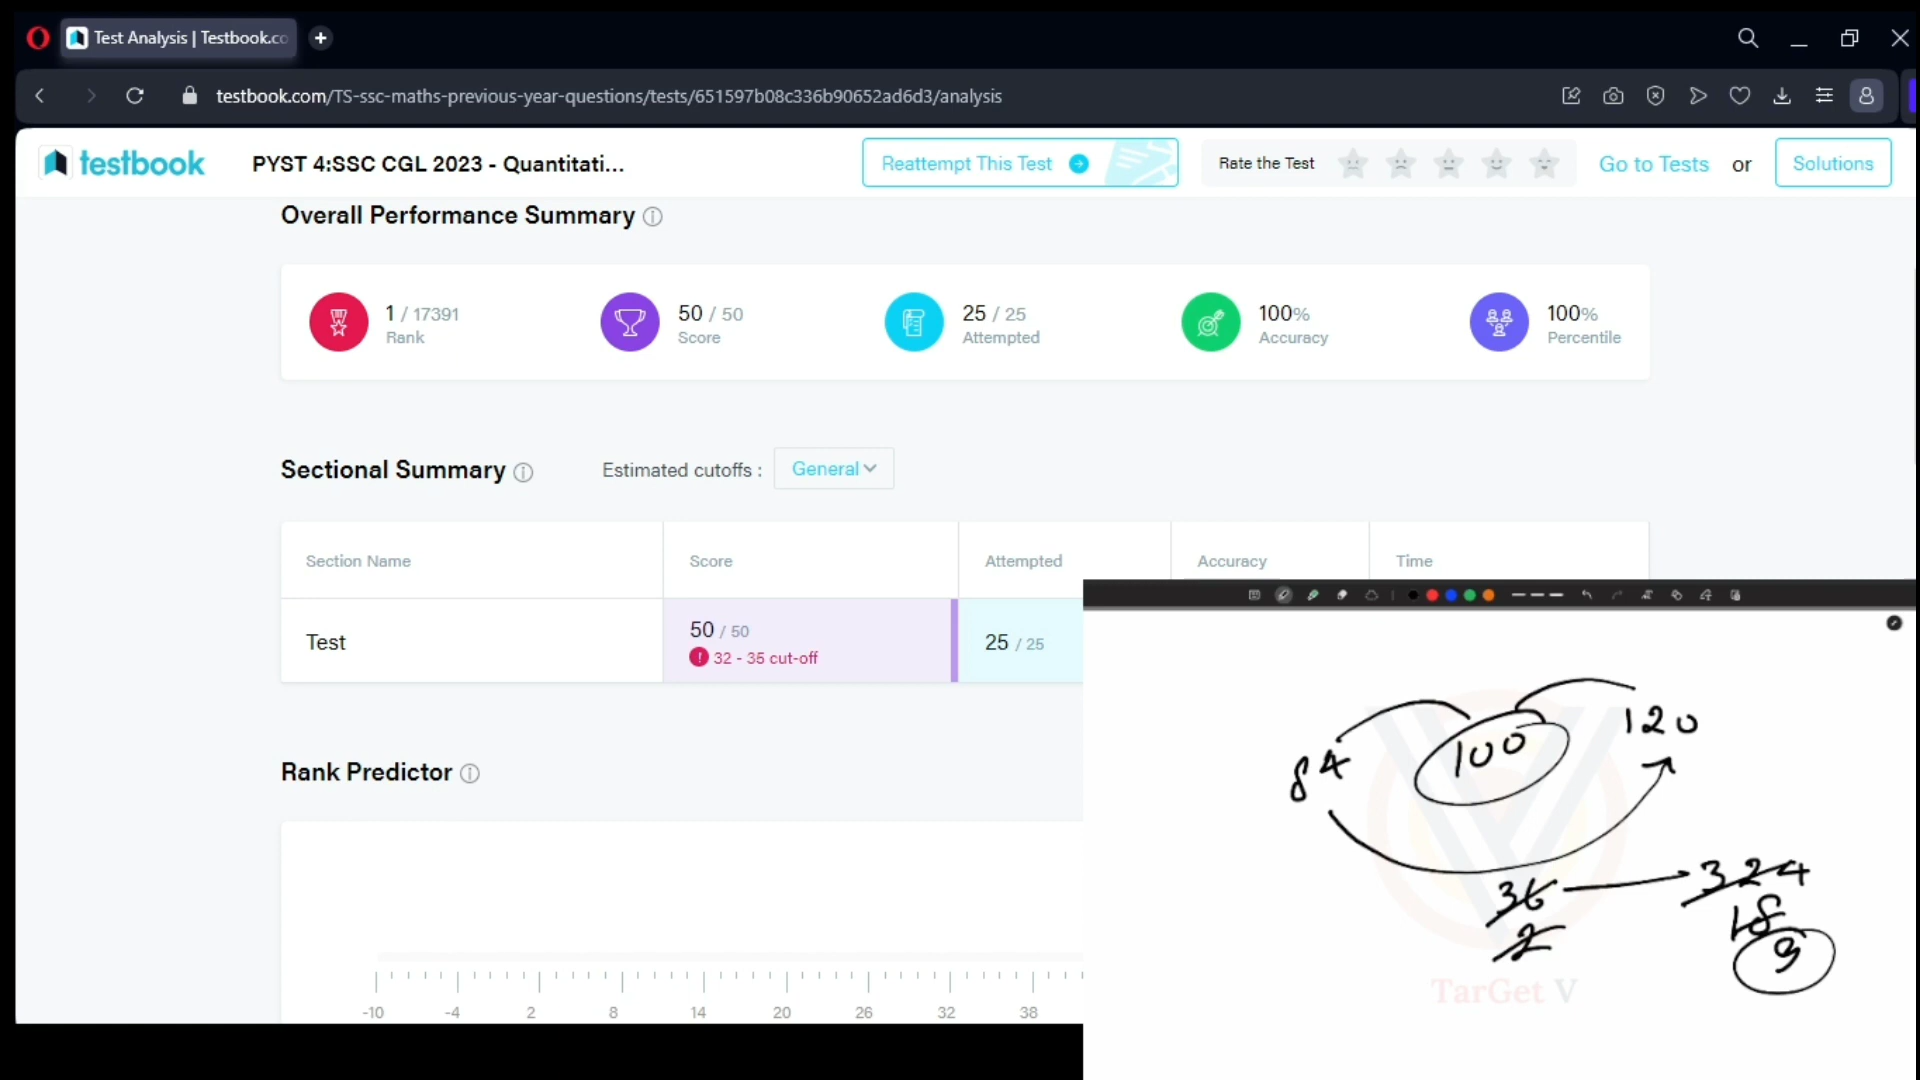 Test Analysis | Testbook.co
testbook.com/TS-ssc-maths-previous-year-questions/tests/651597b08c336b90652ad6d3/analysis
testbook
PYST 4:SSC CGL 2023 - Quantitati...
Reattempt This Test
Rate the Test
Go to Tests or Solutions
Overall Performance Summary
1 / 17391
Rank
50 / 50
Score
25 / 25
Attempted
100%
Accuracy
100%
Percentile
Sectional Summary
Estimated cutoffs : General
Section Name Score Attempted Accuracy Time
Test
50 / 50
32 - 35 cut-off
25 / 25
Rank Predictor
-10 -4 2 8 14 20 26 32 38
84 100 120
36 324
2 18
9
TarGet V